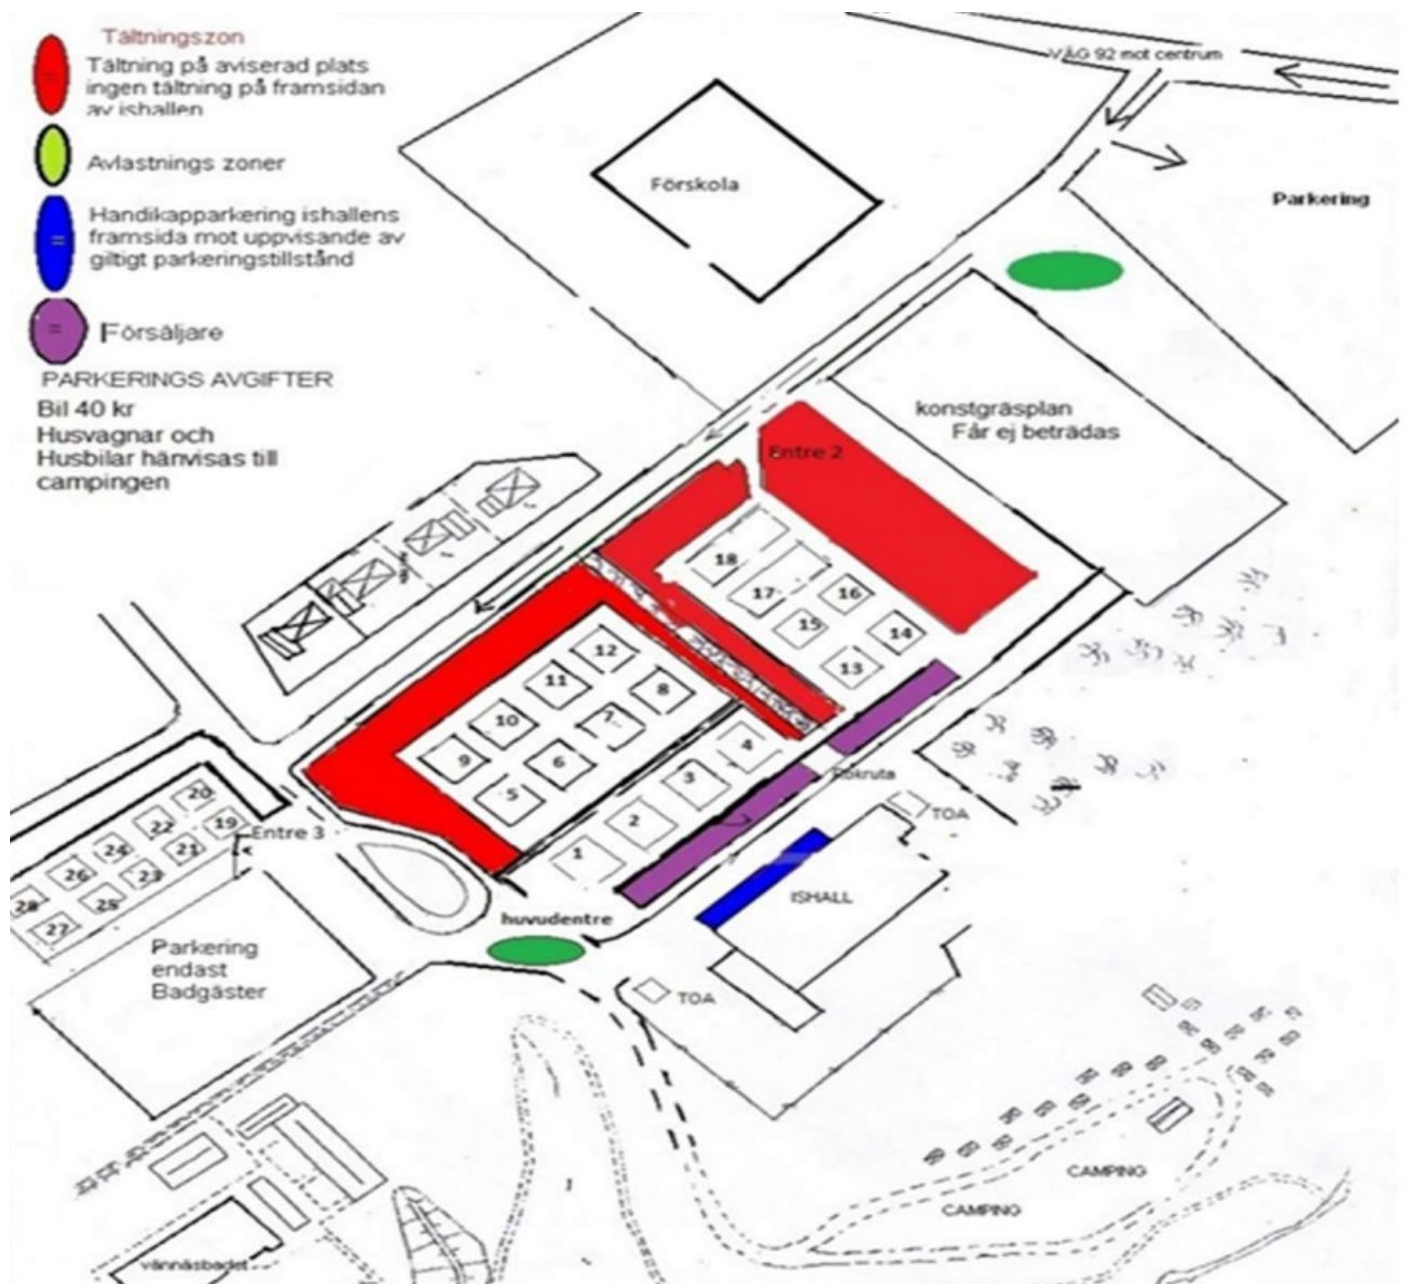 Tältningszon
Tältning på aviserad plats
ingen tältning på framsidan
av ishallen
Avlastnings zoner
Handikapparkering ishallens
framsida mot uppvisande av
giltigt parkeringstillstånd
Försäljare
PARKERINGS AVGIFTER
Bil 40 kr
Husvagnar och
Husbilar hänvisas till
campingen
VÄG 92 mot centrum
Förskola
Parkering
konstgräsplan
Får ej beträdas
Entre 2
18
17
16
15
14
13
12
11
8
10
7
9
6
4
5
3
2
1
Rökruta
TOA
ISHALL
20
22
19
Entre 3
24
21
26
23
28
25
27
huvudentre
Parkering
endast
Badgäster
TOA
CAMPING
CAMPING
vännäsbadet